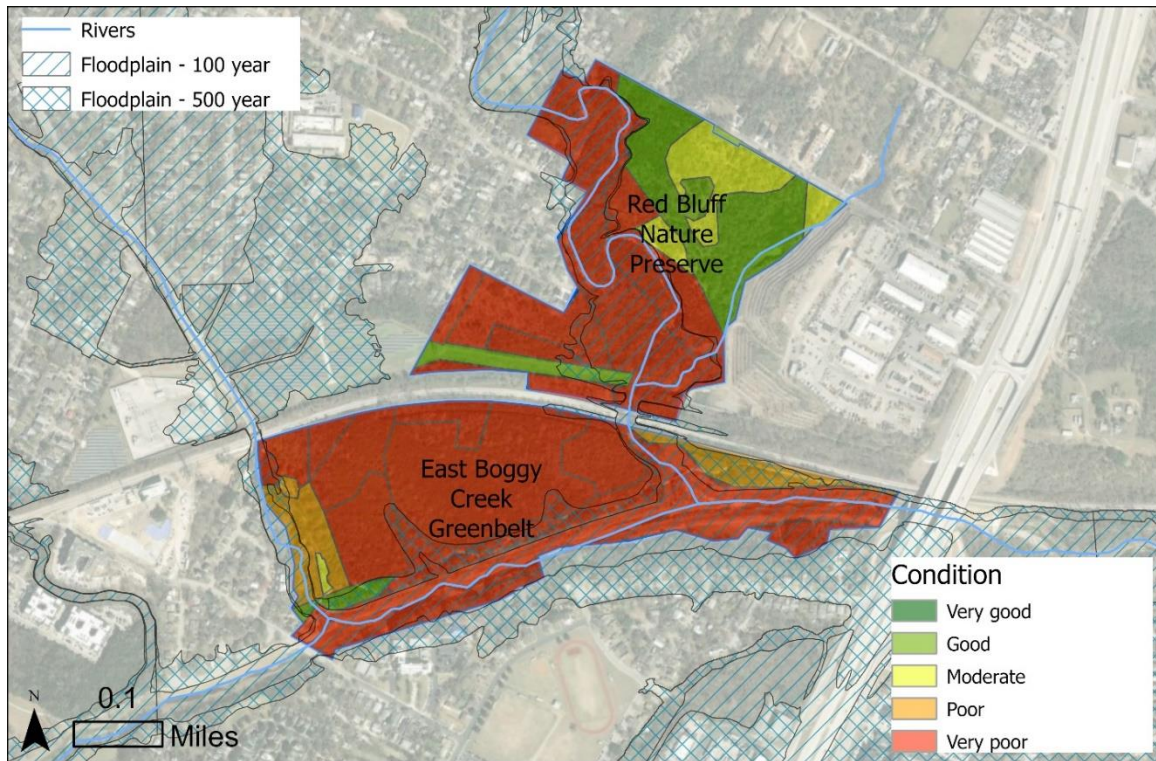 Rivers
Floodplain - 100 year
Floodplain - 500 year
Red Bluff
Nature
Preserve
East Boggy
Creek
Greenbelt
Condition
Very good
Good
Moderate
Poor
Very poor
N
0.1
Miles